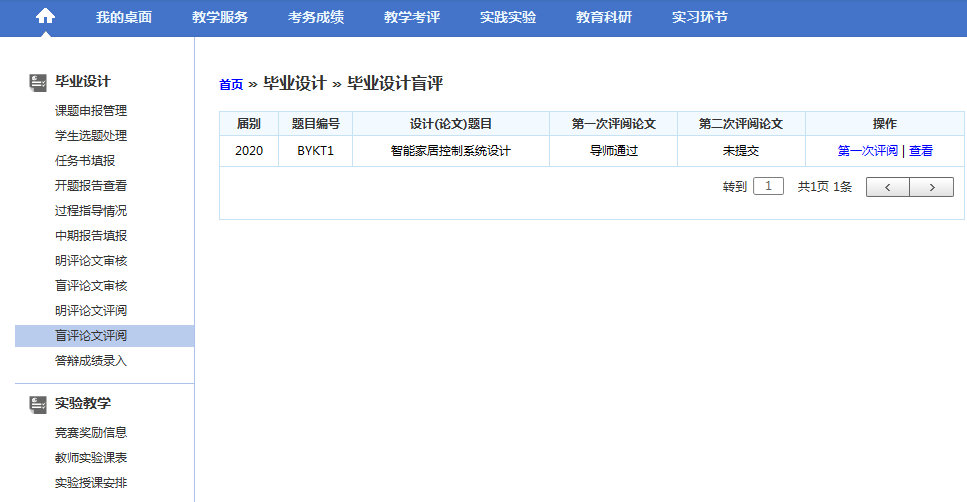 我的桌面 教学服务 考务成绩 教学考评 实践实验 教育科研 实习环节
毕业设计
课题申报管理
学生选题处理
任务书填报
开题报告查看
过程指导情况
中期报告填报
明评论文审核
盲评论文审核
明评论文评阅
盲评论文评阅
答辩成绩录入
实验教学
竞赛奖励信息
教师实验课表
实验授课安排
首页 » 毕业设计 » 毕业设计盲评
届别 题目编号 设计(论文)题目 第一次评阅论文 第二次评阅论文 操作
2020 BYKT1 智能家居控制系统设计 导师通过 未提交 第一次评阅 | 查看
转到 1 共1页 1条 < >